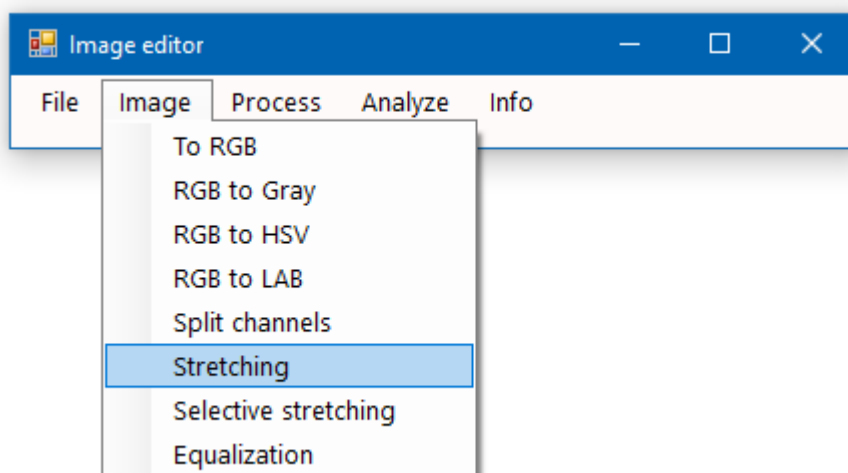 Image editor
File Image Process Analyze Info
To RGB
RGB to Gray
RGB to HSV
RGB to LAB
Split channels
Stretching
Selective stretching
Equalization